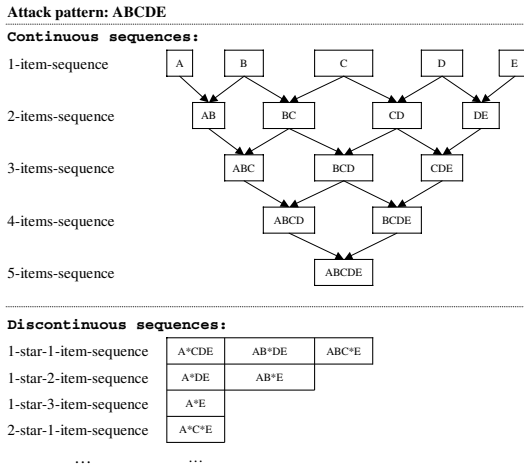 Attack pattern: ABCDE
Continuous sequences:
1-item-sequence A B C D E
2-items-sequence AB BC CD DE
3-items-sequence ABC BCD CDE
4-items-sequence ABCD BCDE
5-items-sequence ABCDE
Discontinuous sequences:
1-star-1-item-sequence A*CDE AB*DE ABC*E
1-star-2-item-sequence A*DE AB*E
1-star-3-item-sequence A*E
2-star-1-item-sequence A*C*E
... ...